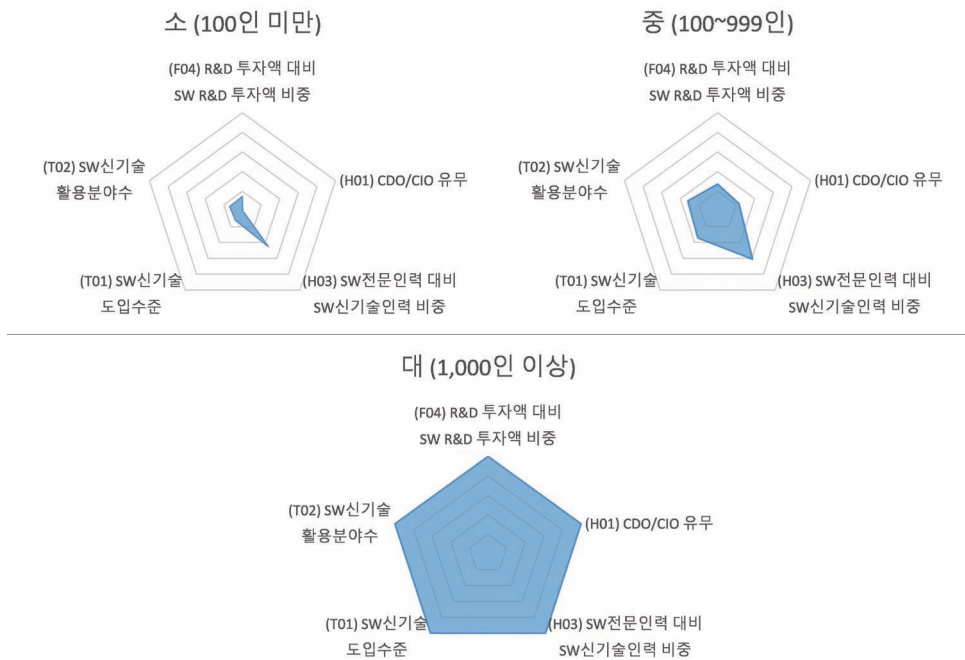 소 (100인 미만)
(F04) R&D 투자액 대비
SW R&D 투자액 비중
(T02) SW신기술
활용분야수
(H01) CDO/CIO 유무
(T01) SW신기술
도입수준
(H03) SW전문인력 대비
SW신기술인력 비중
중 (100~999인)
(F04) R&D 투자액 대비
SW R&D 투자액 비중
(T02) SW신기술
활용분야수
(H01) CDO/CIO 유무
(T01) SW신기술
도입수준
(H03) SW전문인력 대비
SW신기술인력 비중
대 (1,000인 이상)
(F04) R&D 투자액 대비
SW R&D 투자액 비중
(T02) SW신기술
활용분야수
(H01) CDO/CIO 유무
(T01) SW신기술
도입수준
(H03) SW전문인력 대비
SW신기술인력 비중